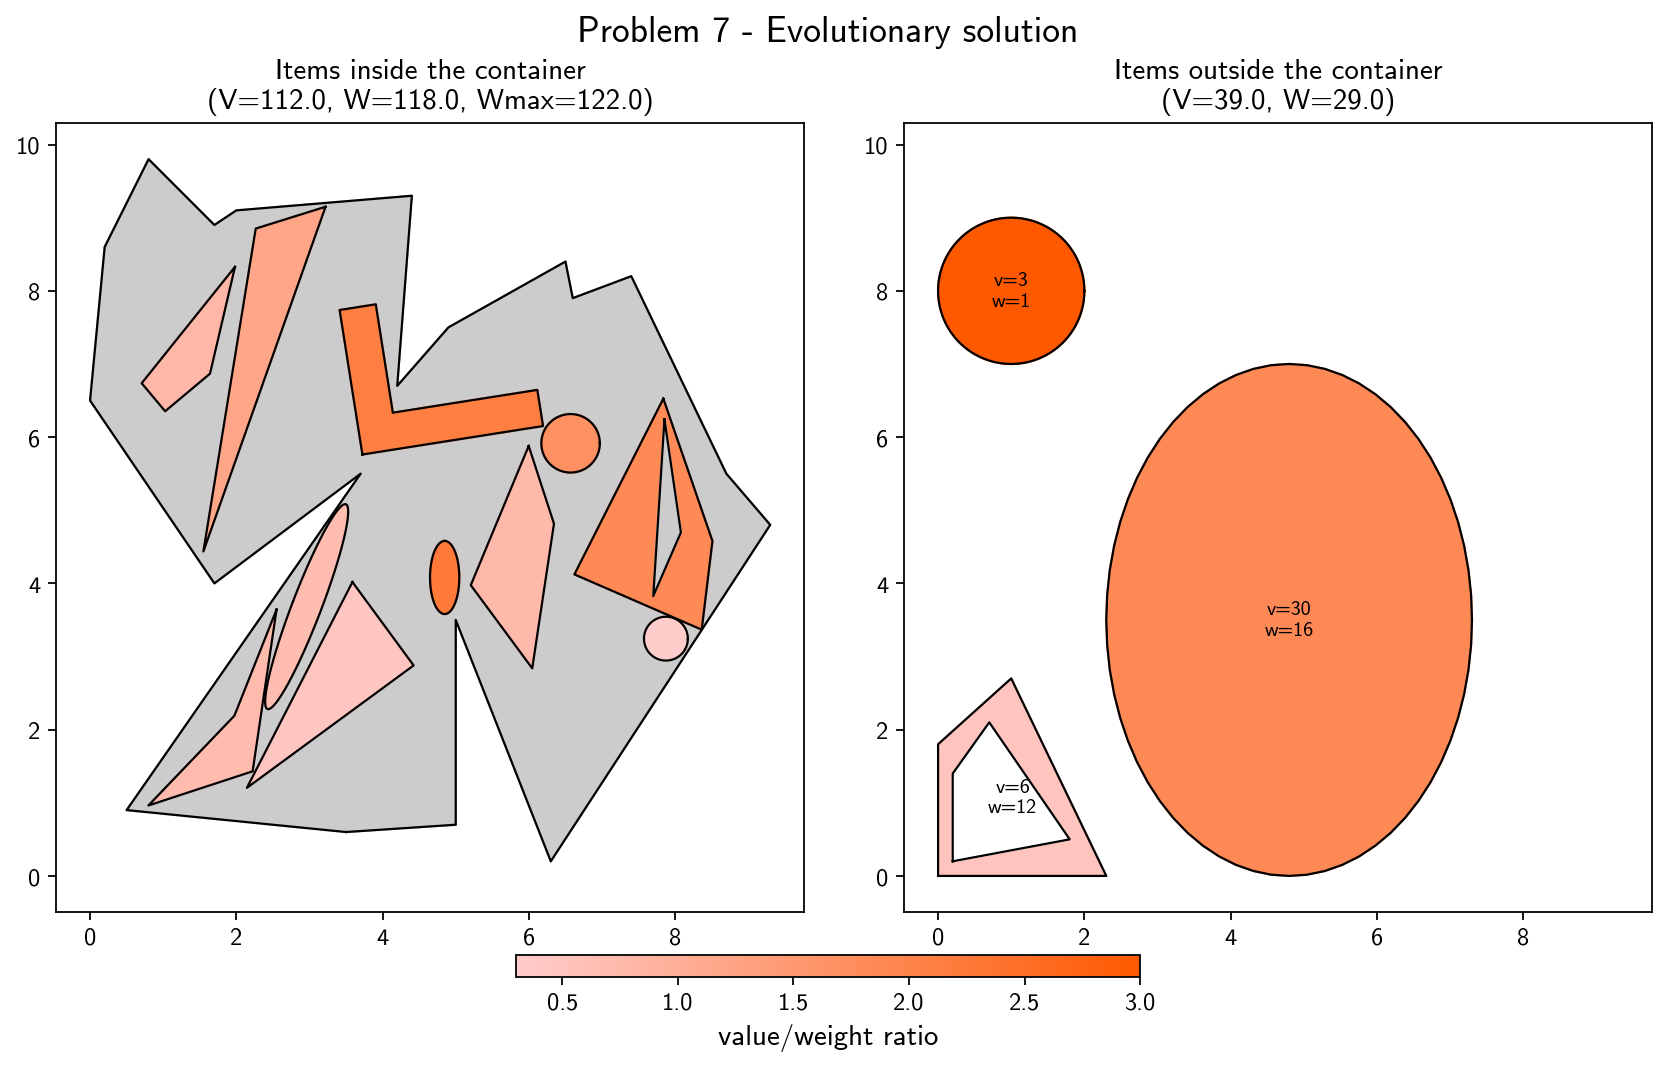 Problem 7 - Evolutionary solution
Items inside the container
(V=112.0, W=118.0, Wmax=122.0)
Items outside the container
(V=39.0, W=29.0)
10
8
6
4
2
0
0 2 4 6 8
10
8
6
4
2
0
v=3
w=1
v=30
w=16
v=6
w=12
0 2 4 6 8
0.5 1.0 1.5 2.0 2.5 3.0
value/weight ratio